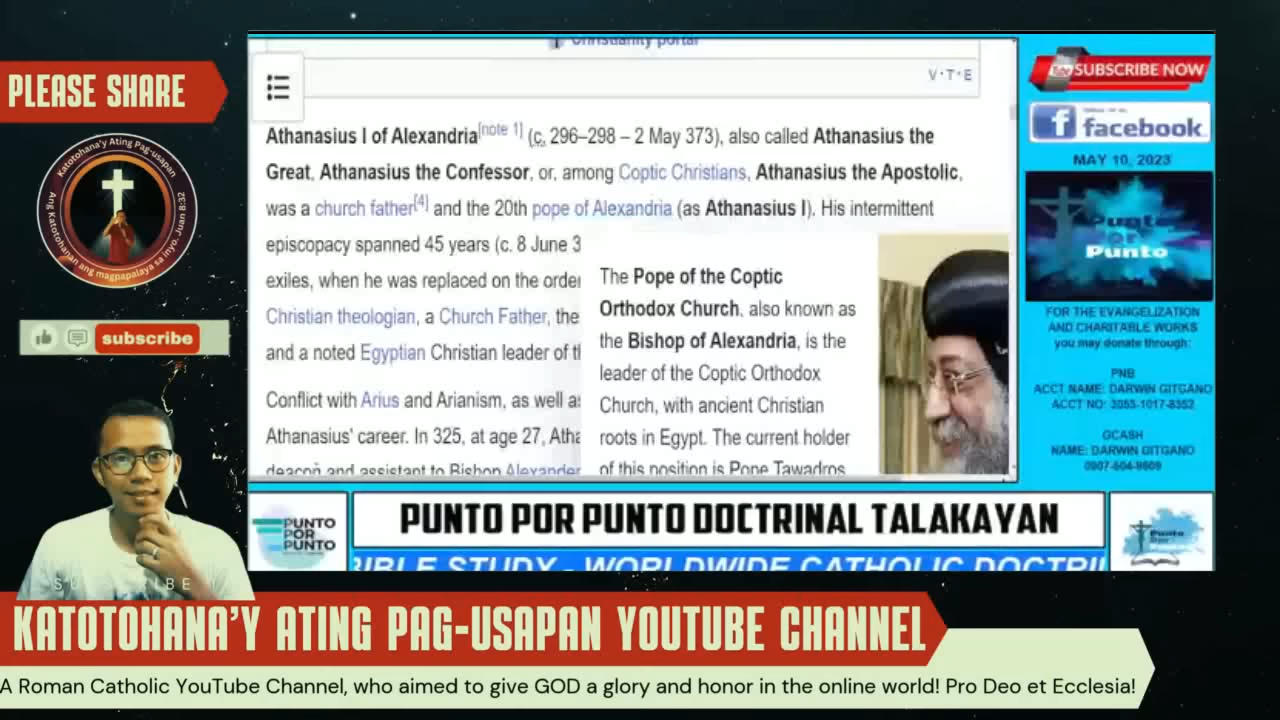 PLEASE SHARE
Katotohana'y Ating Pag-usapan
Ang Katotohanan ang magpapalaya sa inyo. Juan 8:32
subscribe
Christianity portal
V·T·E
Athanasius I of Alexandria[note 1] (c. 296–298 – 2 May 373), also called Athanasius the
Great, Athanasius the Confessor, or, among Coptic Christians, Athanasius the Apostolic,
was a church father[4] and the 20th pope of Alexandria (as Athanasius I). His intermittent
episcopacy spanned 45 years (c. 8 June 3
exiles, when he was replaced on the order
Christian theologian, a Church Father, the
and a noted Egyptian Christian leader of t
Conflict with Arius and Arianism, as well as
Athanasius' career. In 325, at age 27, Atha
deacon and assistant to Bishop Alexander
The Pope of the Coptic
Orthodox Church, also known as
the Bishop of Alexandria, is the
leader of the Coptic Orthodox
Church, with ancient Christian
roots in Egypt. The current holder
of this position is Pope Tawadros
SUBSCRIBE NOW
facebook
MAY 10, 2023
Punto
Por
Punto
FOR THE EVANGELIZATION
AND CHARITABLE WORKS
you may donate through:
PNB
ACCT NAME: DARWIN GITGANO
ACCT NO: 3053-1017-8352
GCASH
NAME: DARWIN GITGANO
0907-504-9609
PUNTO
POR
PUNTO
PUNTO POR PUNTO DOCTRINAL TALAKAYAN
BIBLE STUDY - WORLDWIDE CATHOLIC DOCTRI
KATOTOHANA'Y ATING PAG-USAPAN YOUTUBE CHANNEL
A Roman Catholic YouTube Channel, who aimed to give GOD a glory and honor in the online world! Pro Deo et Ecclesia!